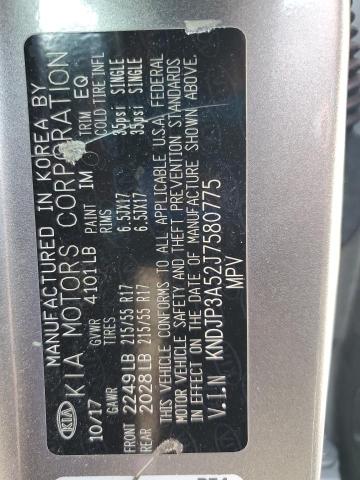 MANUFACTURED IN KOREA BY
KIA KIA MOTORS CORPORATION
10/17 GVWR 4101LB PAINT IM TRIM EQ
GAWR TIRES RIMS COLD TIRE INFL
FRONT 2249LB 215/55 R17 6.5JX17 35psi SINGLE
REAR 2028LB 215/55 R17 6.5JX17 35psi SINGLE
THIS VEHICLE CONFORMS TO ALL APPLICABLE U.S.A. FEDERAL
MOTOR VEHICLE SAFETY AND THEFT PREVENTION STANDARDS
IN EFFECT ON THE DATE OF MANUFACTURE SHOWN ABOVE.
V.I.N KNDJP3A52J7580775
MPV